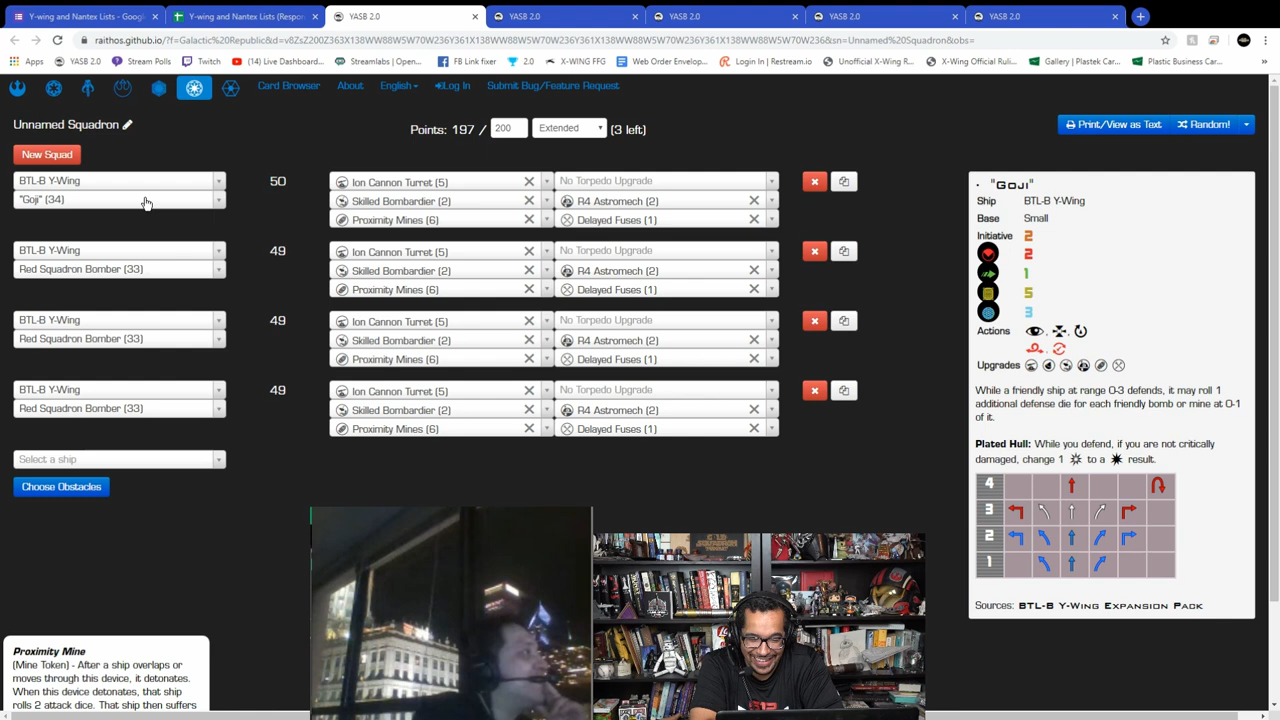 Y-wing and Nantex Lists - Googl
Y-wing and Nantex Lists (Respon
YASB 2.0
YASB 2.0
YASB 2.0
YASB 2.0
YASB 2.0
raithos.github.io/?f=Galactic%20Republic&d=v8ZsZ200Z363X138WW88W5W70W236Y361X138WW88W5W70W236Y361X138WW88W5W70W236Y361X138WW88W5W70W236&sn=Unnamed%20Squadron&obs=
Apps YASB 2.0 Stream Polls Twitch (14) Live Dashboar... Streamlabs | Open... FB Link fixer 2.0 X-WING FFG Web Order Envelop... Login In | Restream.io Unofficial X-Wing R... X-Wing Official Rulin... Gallery | Plastek Car... Plastic Business Car...
Card Browser About English Log In Submit Bug/Feature Request
Unnamed Squadron
Points: 197 / 200 Extended (3 left)
Print/View as Text Random!
New Squad
BTL-B Y-Wing 50 Ion Cannon Turret (5) No Torpedo Upgrade
"Goji" (34) Skilled Bombardier (2) R4 Astromech (2)
Proximity Mines (6) Delayed Fuses (1)
BTL-B Y-Wing 49 Ion Cannon Turret (5) No Torpedo Upgrade
Red Squadron Bomber (33) Skilled Bombardier (2) R4 Astromech (2)
Proximity Mines (6) Delayed Fuses (1)
BTL-B Y-Wing 49 Ion Cannon Turret (5) No Torpedo Upgrade
Red Squadron Bomber (33) Skilled Bombardier (2) R4 Astromech (2)
Proximity Mines (6) Delayed Fuses (1)
BTL-B Y-Wing 49 Ion Cannon Turret (5) No Torpedo Upgrade
Red Squadron Bomber (33) Skilled Bombardier (2) R4 Astromech (2)
Proximity Mines (6) Delayed Fuses (1)
Select a ship
Choose Obstacles
· "Goji"
Ship BTL-B Y-Wing
Base Small
Initiative 2
2
1
5
3
Actions
Upgrades
While a friendly ship at range 0-3 defends, it may roll 1
additional defense die for each friendly bomb or mine at 0-1
of it.
Plated Hull: While you defend, if you are not critically
damaged, change 1 to a result.
4
3
2
1
Sources: BTL-B Y-Wing Expansion Pack
Proximity Mine
(Mine Token) - After a ship overlaps or
moves through this device, it detonates.
When this device detonates, that ship
rolls 2 attack dice. That ship then suffers